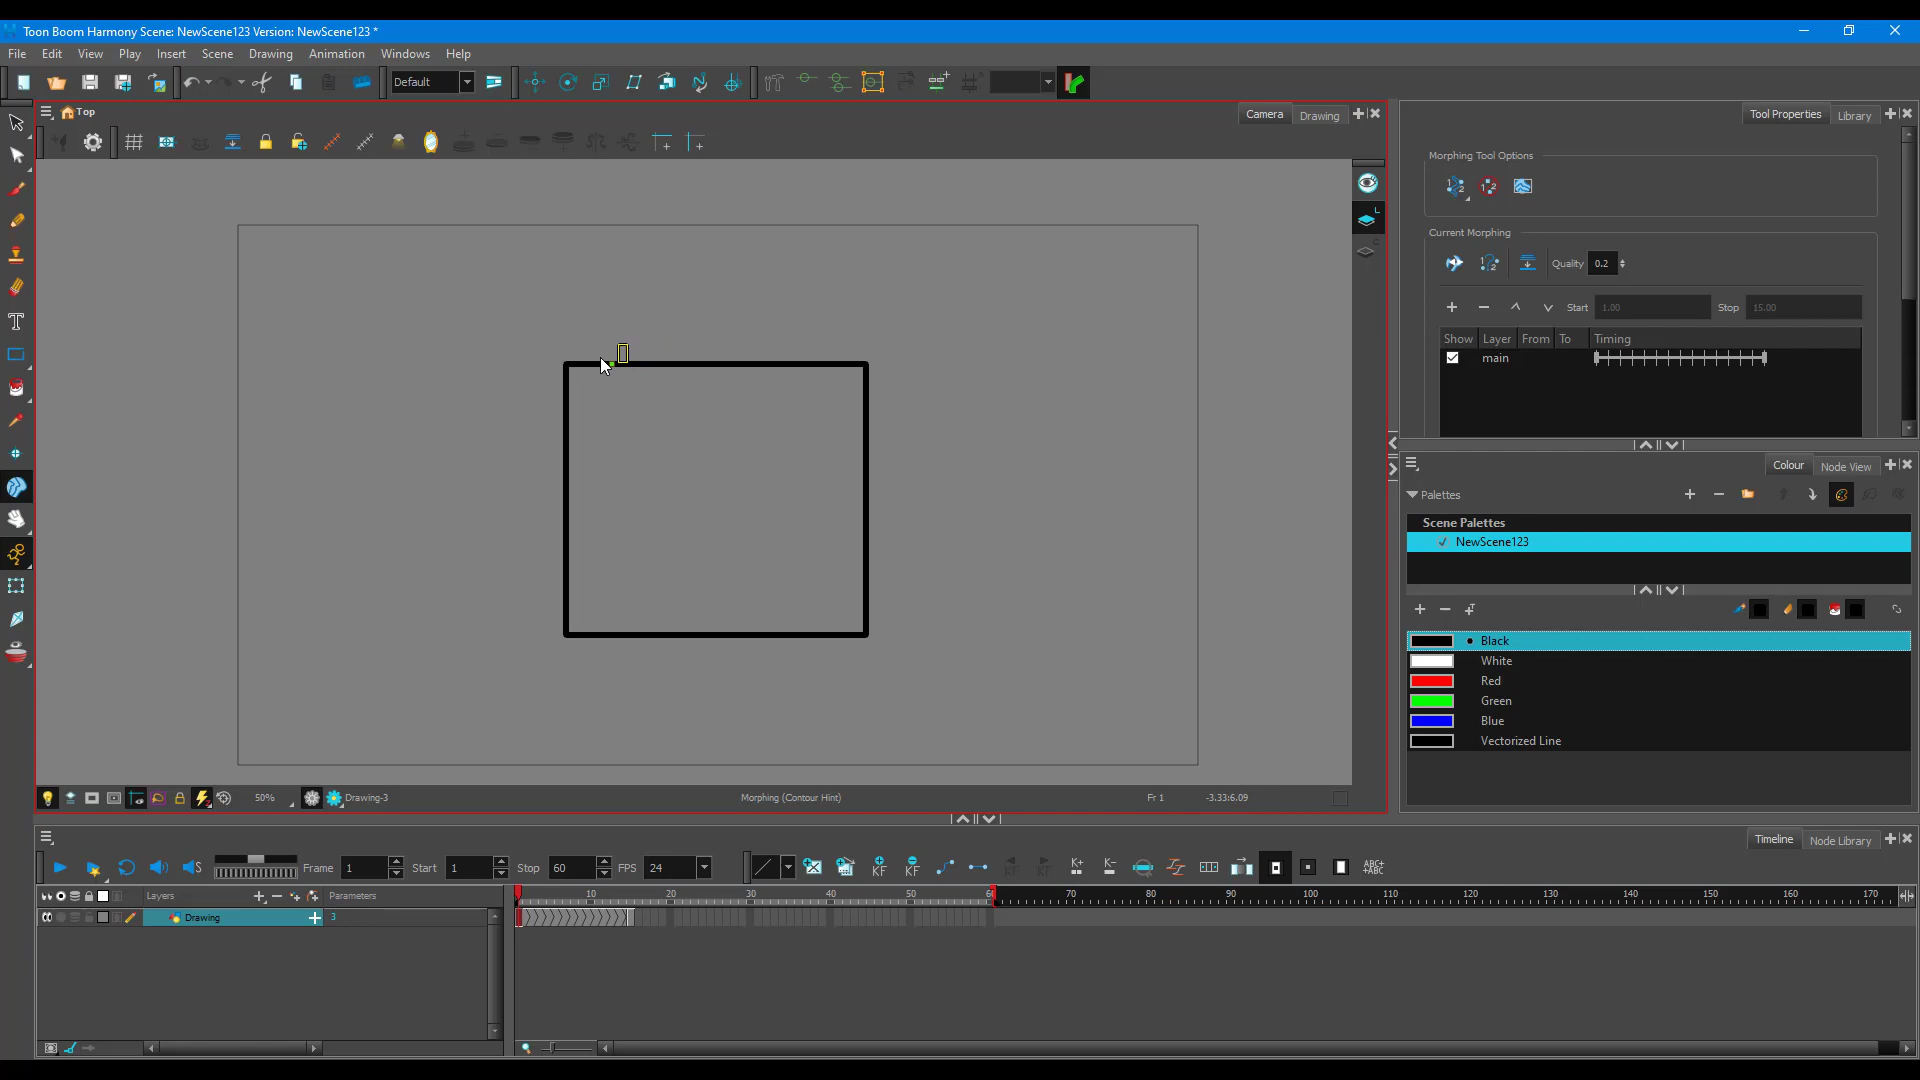 Toon Boom Harmony Scene: NewScene123 Version: NewScene123 *
File Edit View Play Insert Scene Drawing Animation Windows Help
Default
Top
Camera Drawing
Tool Properties Library
Morphing Tool Options
Current Morphing
Quality 0.2
Start 1.00 Stop 15.00
Show Layer From To Timing
main
Colour Node View
Palettes
Scene Palettes
NewScene123
Black
White
Red
Green
Blue
Vectorized Line
50% Drawing-3 Morphing (Contour Hint) Fr 1 -3.33:6.09
Timeline Node Library
Frame 1 Start 1 Stop 60 FPS 24
Layers Parameters
10 20 30 40 50 60 70 80 90 100 110 120 130 140 150 160 170
Drawing 3